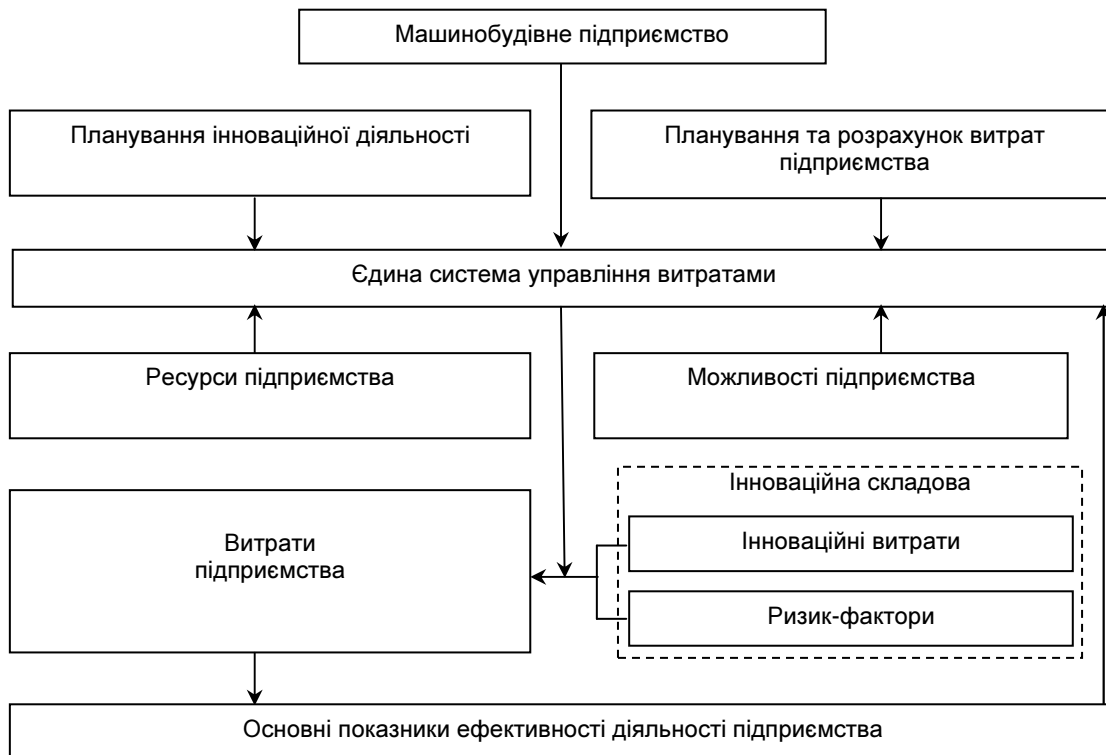 Машинобудівне підприємство
Планування інноваційної діяльності
Планування та розрахунок витрат
підприємства
Єдина система управління витратами
Ресурси підприємства
Можливості підприємства
Інноваційна складова
Витрати
підприємства
Інноваційні витрати
Ризик-фактори
Основні показники ефективності діяльності підприємства